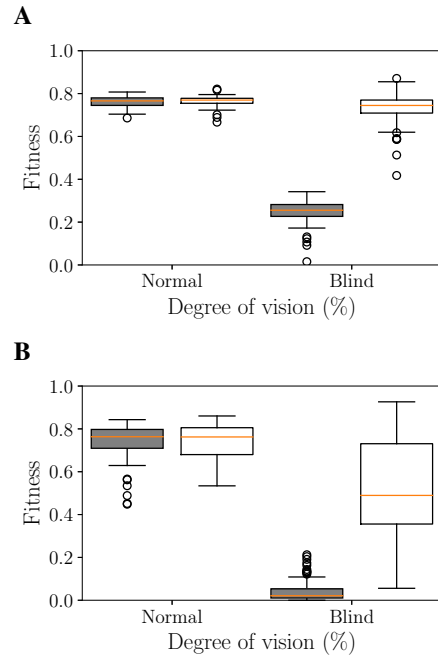 A
1.0
0.8
0.6
0.4
0.2
0.0
Fitness
Normal Blind
Degree of vision (%)
B
1.0
0.8
0.6
0.4
0.2
0.0
Fitness
Normal Blind
Degree of vision (%)